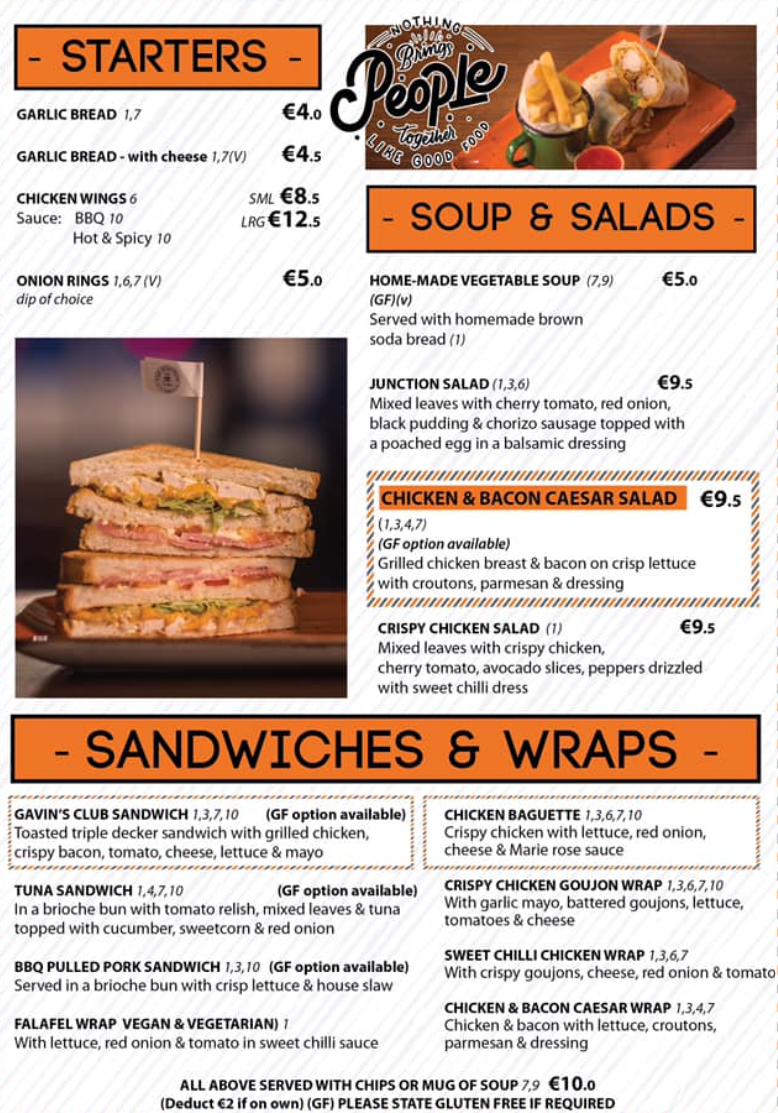 - STARTERS -
GARLIC BREAD 1,7 €4.0
GARLIC BREAD - with cheese 1,7(V) €4.5
CHICKEN WINGS 6 SML €8.5
Sauce: BBQ 10 LRG €12.5
Hot & Spicy 10
ONION RINGS 1,6,7 (V) €5.0
dip of choice
NOTHING
Brings
People
Together
LIKE GOOD FOOD
- SOUP & SALADS -
HOME-MADE VEGETABLE SOUP (7,9) €5.0
(GF)(v)
Served with homemade brown
soda bread (1)
JUNCTION SALAD (1,3,6) €9.5
Mixed leaves with cherry tomato, red onion,
black pudding & chorizo sausage topped with
a poached egg in a balsamic dressing
CHICKEN & BACON CAESAR SALAD €9.5
(1,3,4,7)
(GF option available)
Grilled chicken breast & bacon on crisp lettuce
with croutons, parmesan & dressing
CRISPY CHICKEN SALAD (1) €9.5
Mixed leaves with crispy chicken,
cherry tomato, avocado slices, peppers drizzled
with sweet chilli dress
- SANDWICHES & WRAPS -
GAVIN'S CLUB SANDWICH 1,3,7,10 (GF option available)
Toasted triple decker sandwich with grilled chicken,
crispy bacon, tomato, cheese, lettuce & mayo
TUNA SANDWICH 1,4,7,10 (GF option available)
In a brioche bun with tomato relish, mixed leaves & tuna
topped with cucumber, sweetcorn & red onion
BBQ PULLED PORK SANDWICH 1,3,10 (GF option available)
Served in a brioche bun with crisp lettuce & house slaw
FALAFEL WRAP VEGAN & VEGETARIAN) 1
With lettuce, red onion & tomato in sweet chilli sauce
CHICKEN BAGUETTE 1,3,6,7,10
Crispy chicken with lettuce, red onion,
cheese & Marie rose sauce
CRISPY CHICKEN GOUJON WRAP 1,3,6,7,10
With garlic mayo, battered goujons, lettuce,
tomatoes & cheese
SWEET CHILLI CHICKEN WRAP 1,3,6,7
With crispy goujons, cheese, red onion & tomato
CHICKEN & BACON CAESAR WRAP 1,3,4,7
Chicken & bacon with lettuce, croutons,
parmesan & dressing
ALL ABOVE SERVED WITH CHIPS OR MUG OF SOUP 7,9 €10.0
(Deduct €2 if on own) (GF) PLEASE STATE GLUTEN FREE IF REQUIRED